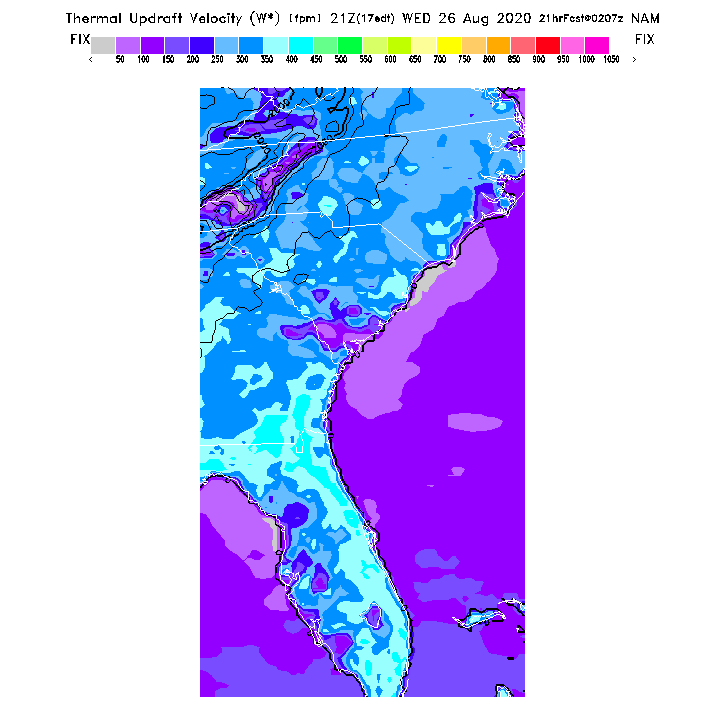 Thermal Updraft Velocity (W*) [fpm] 21Z(17edt) WED 26 Aug 2020 21hrFcst@0207z NAM
FIX FIX
< 50 100 150 200 250 300 350 400 450 500 550 600 650 700 750 800 850 900 950 1000 1050 >